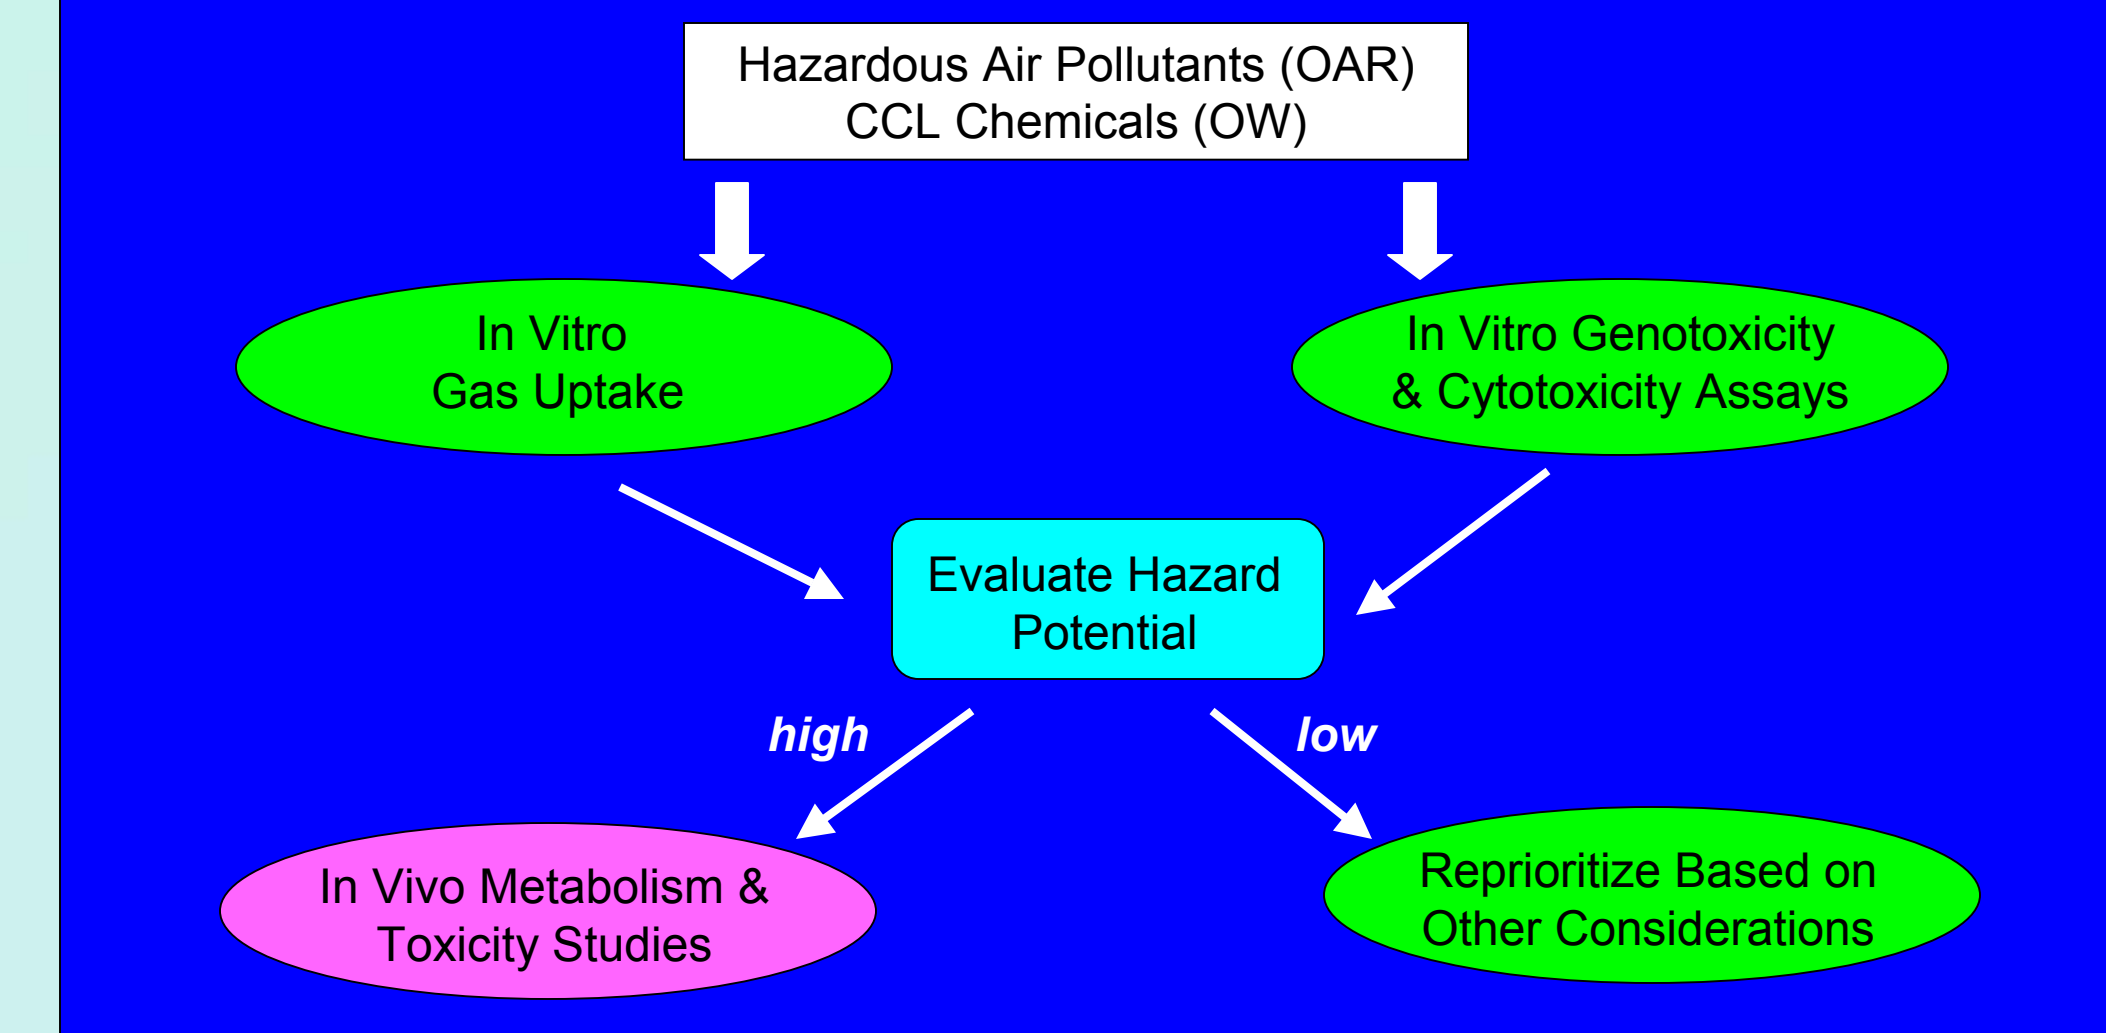 Hazardous Air Pollutants (OAR)
CCL Chemicals (OW)
In Vitro
Gas Uptake
In Vitro Genotoxicity
& Cytotoxicity Assays
Evaluate Hazard
Potential
high
low
In Vivo Metabolism &
Toxicity Studies
Reprioritize Based on
Other Considerations